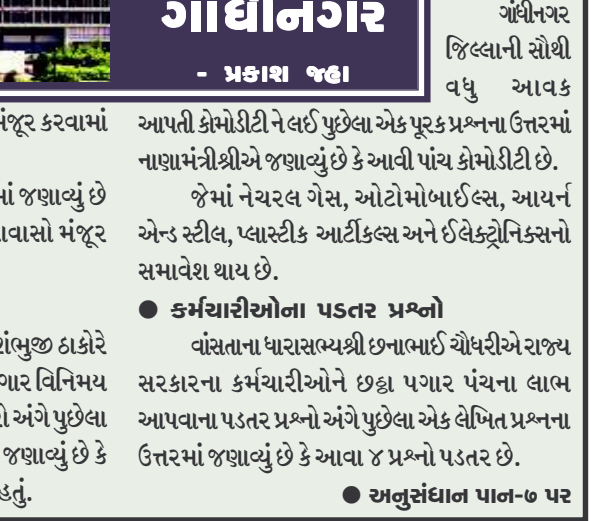 ગાંધીનગર
- પ્રકાશ જ્હા
મંજૂર કરવામાં
માં જણાવ્યું છે
ાવાસો મંજૂર
શંભુજી ઠાકોરે
ગાર વિનિમય
ો અંગે પુછેલા
જણાવ્યું છે કે
હતું.
ગાંધીનગર
જિલ્લાની સૌથી
વધુ આવક
આપતી કોમોડીટી ને લઈ પુછેલા એક પૂરક પ્રશ્નના ઉત્તરમાં
નાણામંત્રીશ્રીએ જણાવ્યું છે કે આવી પાંચ કોમોડીટી છે.
જેમાં નેચરલ ગેસ, ઓટોમોબાઈલ્સ, આયર્ન
એન્ડ સ્ટીલ, પ્લાસ્ટીક આર્ટીકલ્સ અને ઈલેક્ટ્રોનિક્સનો
સમાવેશ થાય છે.
● કર્મચારીઓના પડતર પ્રશ્નો
વાંસતાના ધારાસભ્યશ્રી છનાભાઈ ચૌધરીએ રાજ્ય
સરકારના કર્મચારીઓને છઠ્ઠા પગાર પંચના લાભ
આપવાના પડતર પ્રશ્નો અંગે પુછેલા એક લેખિત પ્રશ્નના
ઉત્તરમાં જણાવ્યું છે કે આવા ૪ પ્રશ્નો પડતર છે.
● અનુસંધાન પાન-૭ પર